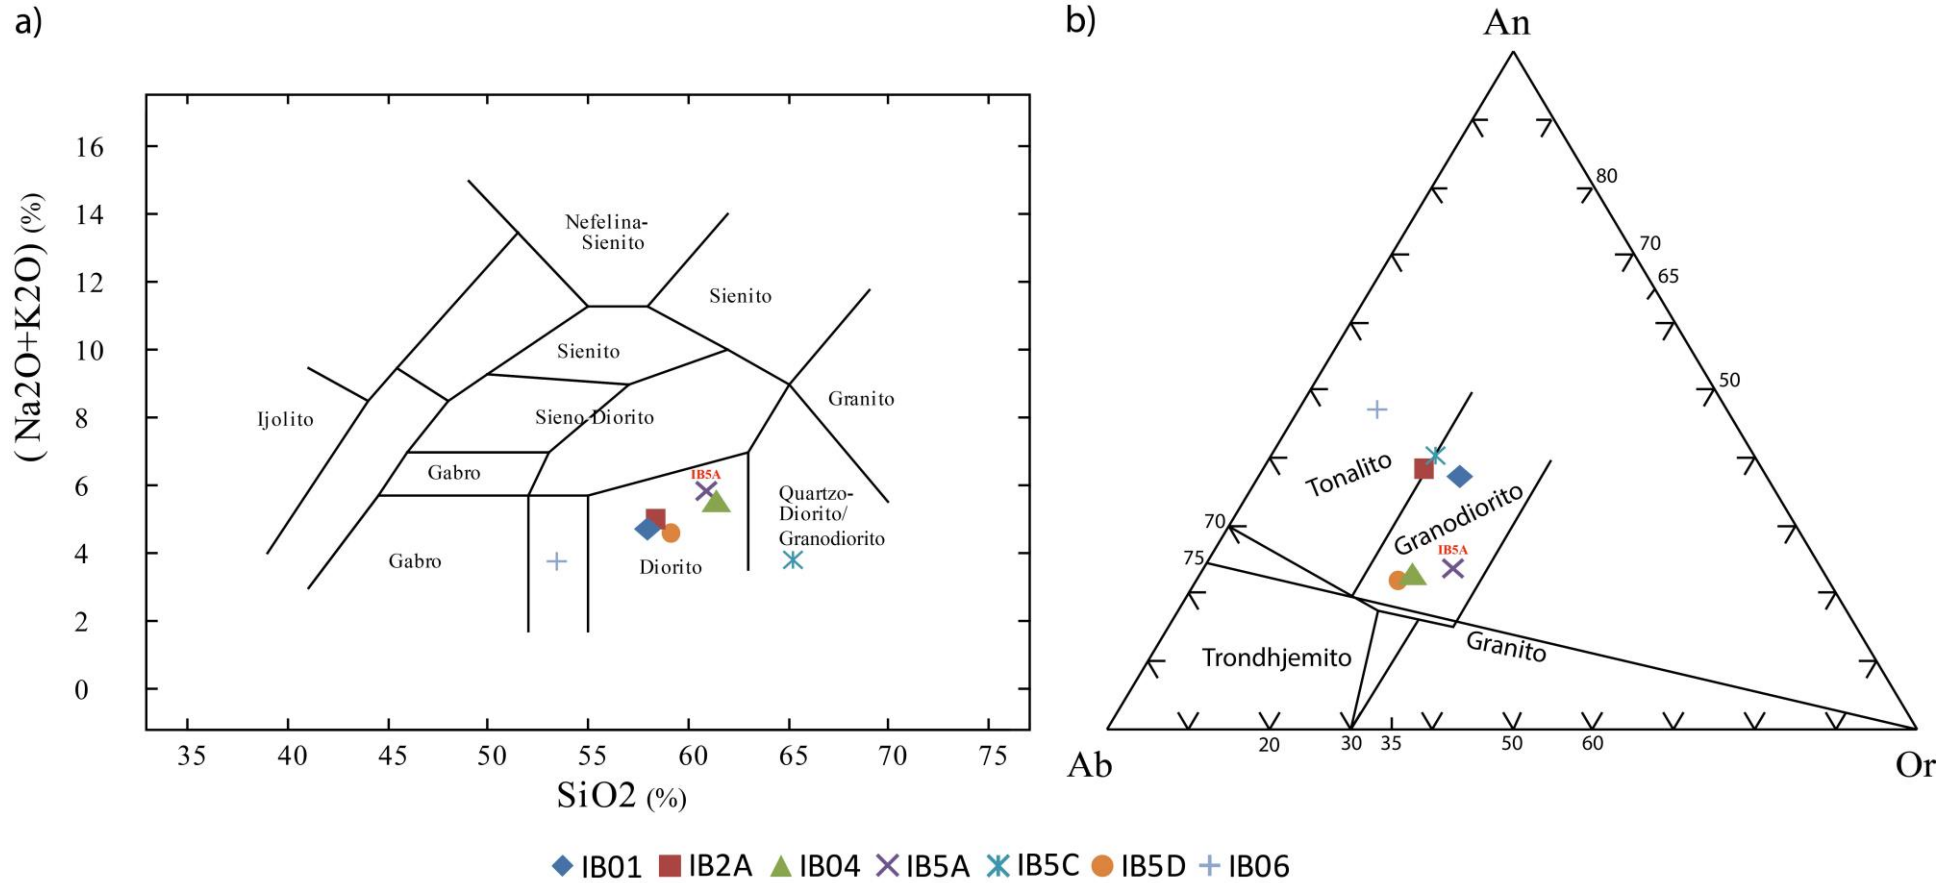 a)
(Na2O+K2O) (%)
16
14
12
10
8
6
4
2
0
Nefelina-
Sienito
Sienito
Sienito
Ijolito
Sieno Diorito
Granito
Gabro
IB5A
Quartzo-
Diorito/
Granodiorito
Gabro
Diorito
35
40
45
50
55
60
65
70
75
SiO2 (%)
b)
An
80
70
65
50
Tonalito
Granodiorito
70
IB5A
75
Granito
Trondhjemito
20
30
35
50
60
Ab
Or
IB01
IB2A
IB04
IB5A
IB5C
IB5D
IB06